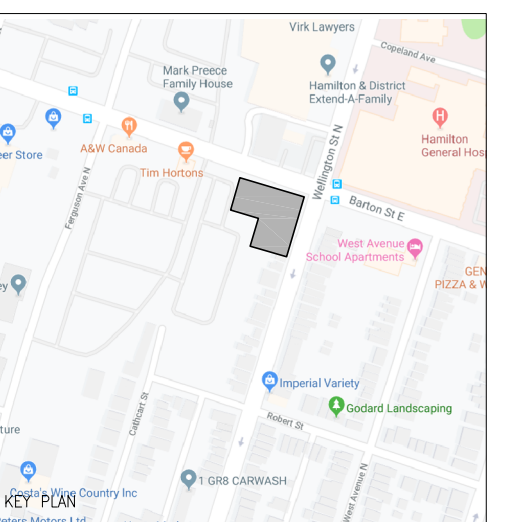 Virk Lawyers
Copeland Ave
Mark Preece
Family House
Hamilton & District
Extend-A-Family
Hamilton
General Hosp
A&W Canada
eer Store
Tim Hortons
Wellington St N
Ferguson Ave N
Barton St E
West Avenue
School Apartments
GEN
PIZZA & W
ey
Imperial Variety
Godard Landscaping
Cathcart St
Robert St
ture
1 GR8 CARWASH
West Avenue N
Costa's Wine Country Inc
KEY PLAN
Peters Motors Ltd